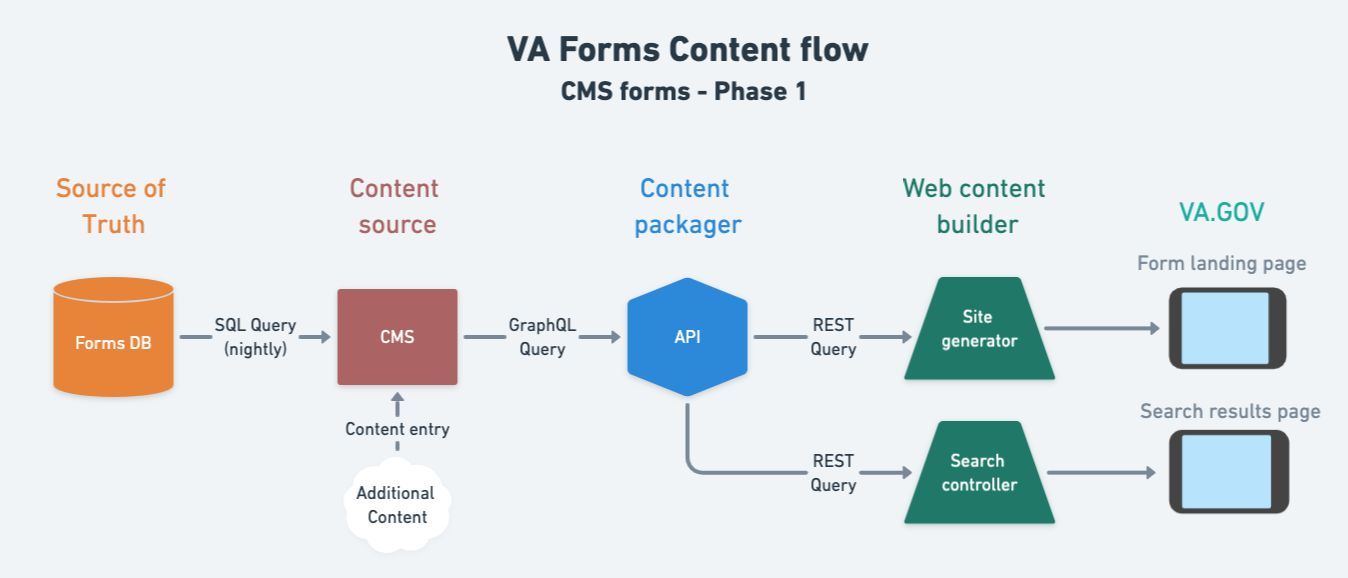 VA Forms Content flow
CMS forms - Phase 1
Source of
Truth
Content
source
Content
packager
Web content
builder
VA.GOV
Form landing page
Forms DB
SQL Query
(nightly)
CMS
GraphQL
Query
API
REST
Query
Site
generator
Content entry
Additional
Content
REST
Query
Search
controller
Search results page